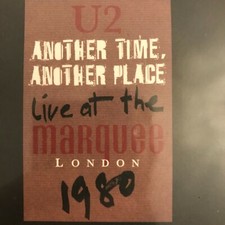 U2
ANOTHER TIME,
ANOTHER PLACE
Live at the
marquee
LONDON
1980